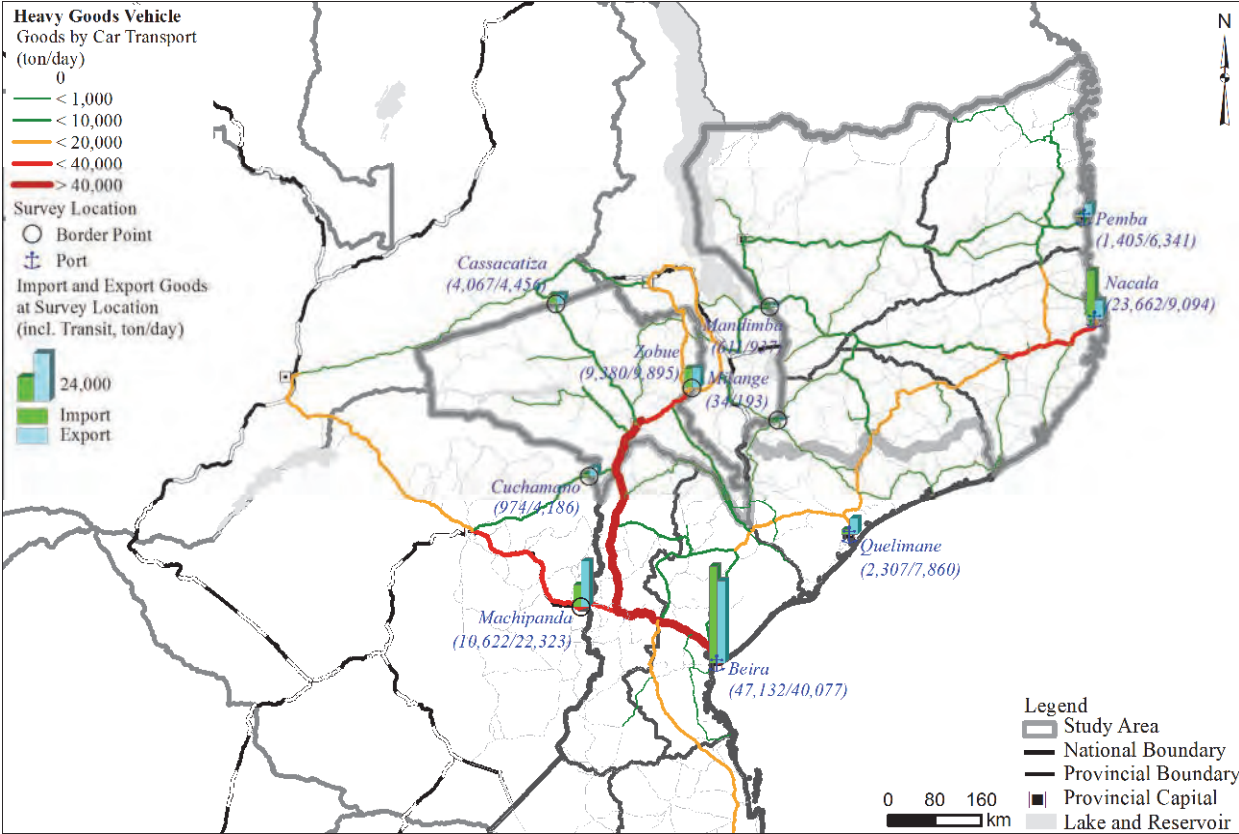 Heavy Goods Vehicle
Goods by Car Transport
(ton/day)
0
< 1,000
< 10,000
< 20,000
< 40,000
> 40,000
Survey Location
Border Point
Port
Import and Export Goods
at Survey Location
(incl. Transit, ton/day)
24,000
Import
Export
N
Pemba
(1,405/6,341)
Nacala
(23,662/9,094)
Cassacatiza
(4,067/4,456)
Mandimba
(611/937)
Zobue
(9,380/9,895)
Milange
(34/193)
Cuchamano
(974/4,186)
Quelimane
(2,307/7,860)
Machipanda
(10,622/22,323)
Beira
(47,132/40,077)
Legend
Study Area
National Boundary
Provincial Boundary
Provincial Capital
Lake and Reservoir
0 80 160
km